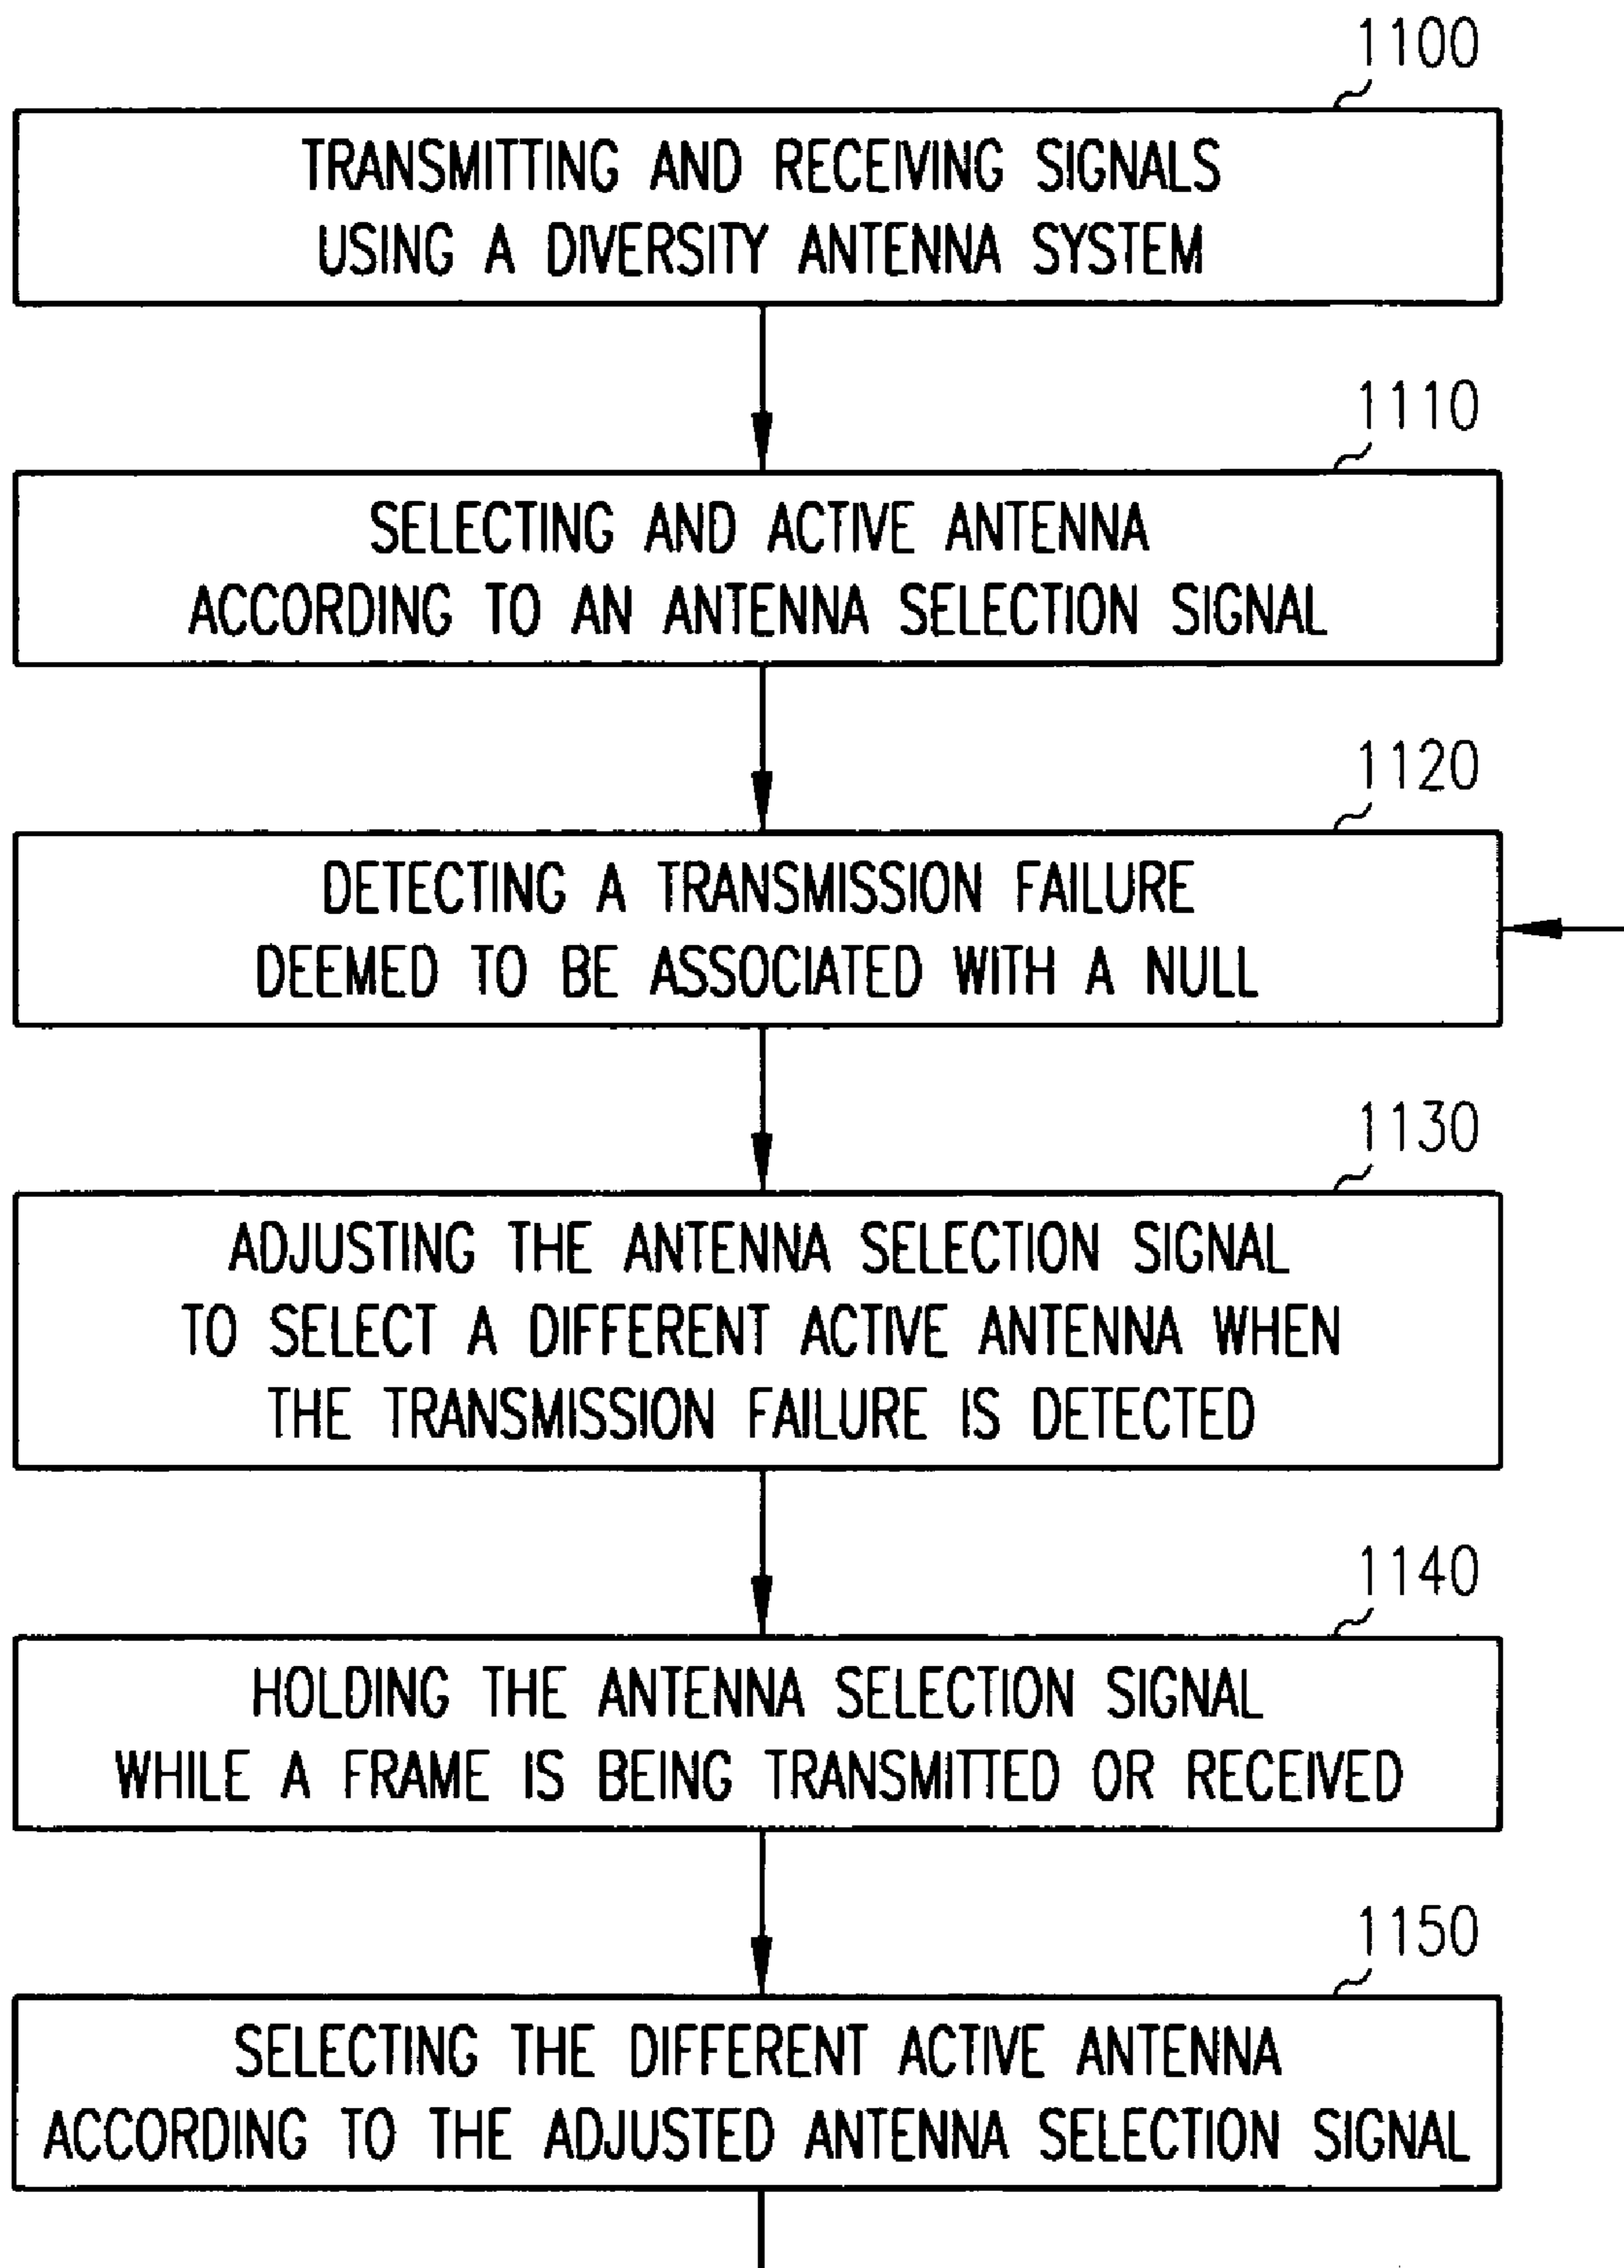 1100
TRANSMITTING AND RECEIVING SIGNALS
USING A DIVERSITY ANTENNA SYSTEM
1110
SELECTING AND ACTIVE ANTENNA
ACCORDING TO AN ANTENNA SELECTION SIGNAL
1120
DETECTING A TRANSMISSION FAILURE
DEEMED TO BE ASSOCIATED WITH A NULL
1130
ADJUSTING THE ANTENNA SELECTION SIGNAL
TO SELECT A DIFFERENT ACTIVE ANTENNA WHEN
THE TRANSMISSION FAILURE IS DETECTED
1140
HOLDING THE ANTENNA SELECTION SIGNAL
WHILE A FRAME IS BEING TRANSMITTED OR RECEIVED
1150
SELECTING THE DIFFERENT ACTIVE ANTENNA
ACCORDING TO THE ADJUSTED ANTENNA SELECTION SIGNAL